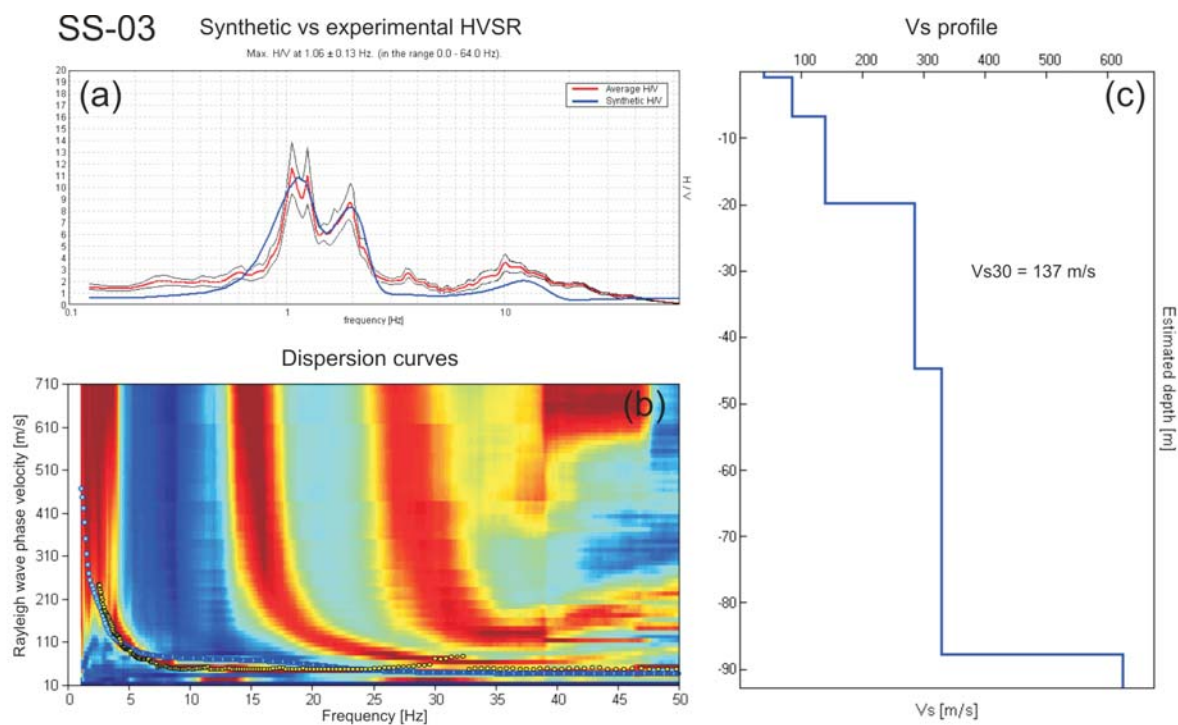 SS-03
Synthetic vs experimental HVSR
Max. H/V at 1.06 ± 0.13 Hz. (in the range 0.0 - 64.0 Hz).
(a)
20
19
18
17
16
15
14
13
12
11
10
9
8
7
6
5
4
3
2
1
0
Average H/V
Synthetic H/V
H / V
0.1
1
10
frequency [Hz]
Dispersion curves
(b)
Rayleigh wave phase velocity [m/s]
710
610
510
410
310
210
110
10
0 5 10 15 20 25 30 35 40 45 50
Frequency [Hz]
Vs profile
100 200 300 400 500 600
(c)
-10
-20
-30
-40
-50
-60
-70
-80
-90
Vs30 = 137 m/s
Estimated depth [m]
Vs [m/s]